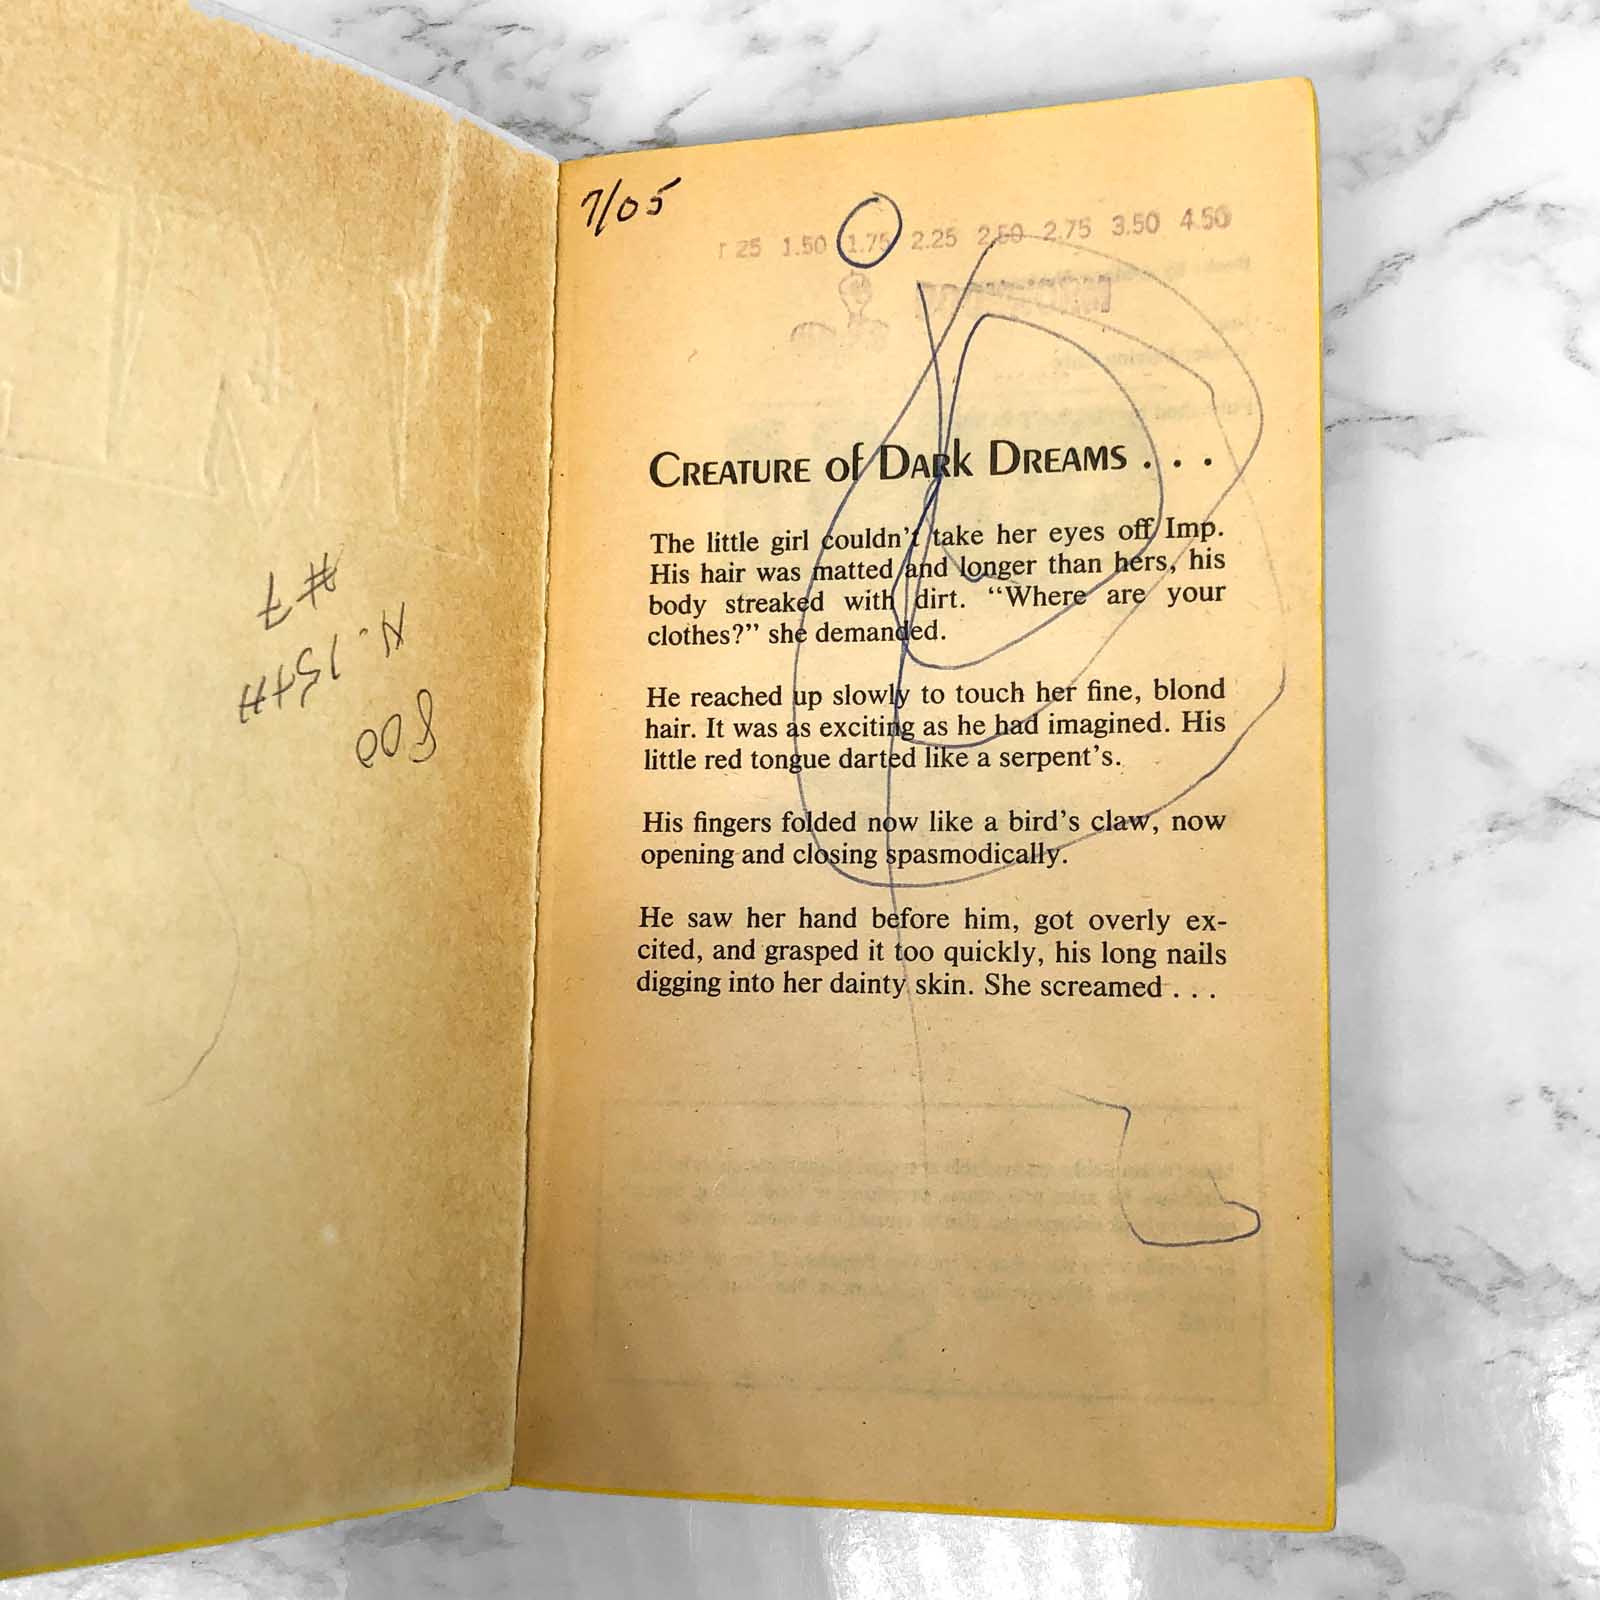 #7
N. 15TH
800
7/05
25 1.50 1.75 2.25 2.50 2.75 3.50 4.50
CREATURE of DARK DREAMS . . .
The little girl couldn't take her eyes off Imp.
His hair was matted and longer than hers, his
body streaked with dirt. “Where are your
clothes?” she demanded.
He reached up slowly to touch her fine, blond
hair. It was as exciting as he had imagined. His
little red tongue darted like a serpent's.
His fingers folded now like a bird's claw, now
opening and closing spasmodically.
He saw her hand before him, got overly ex-
cited, and grasped it too quickly, his long nails
digging into her dainty skin. She screamed . . .